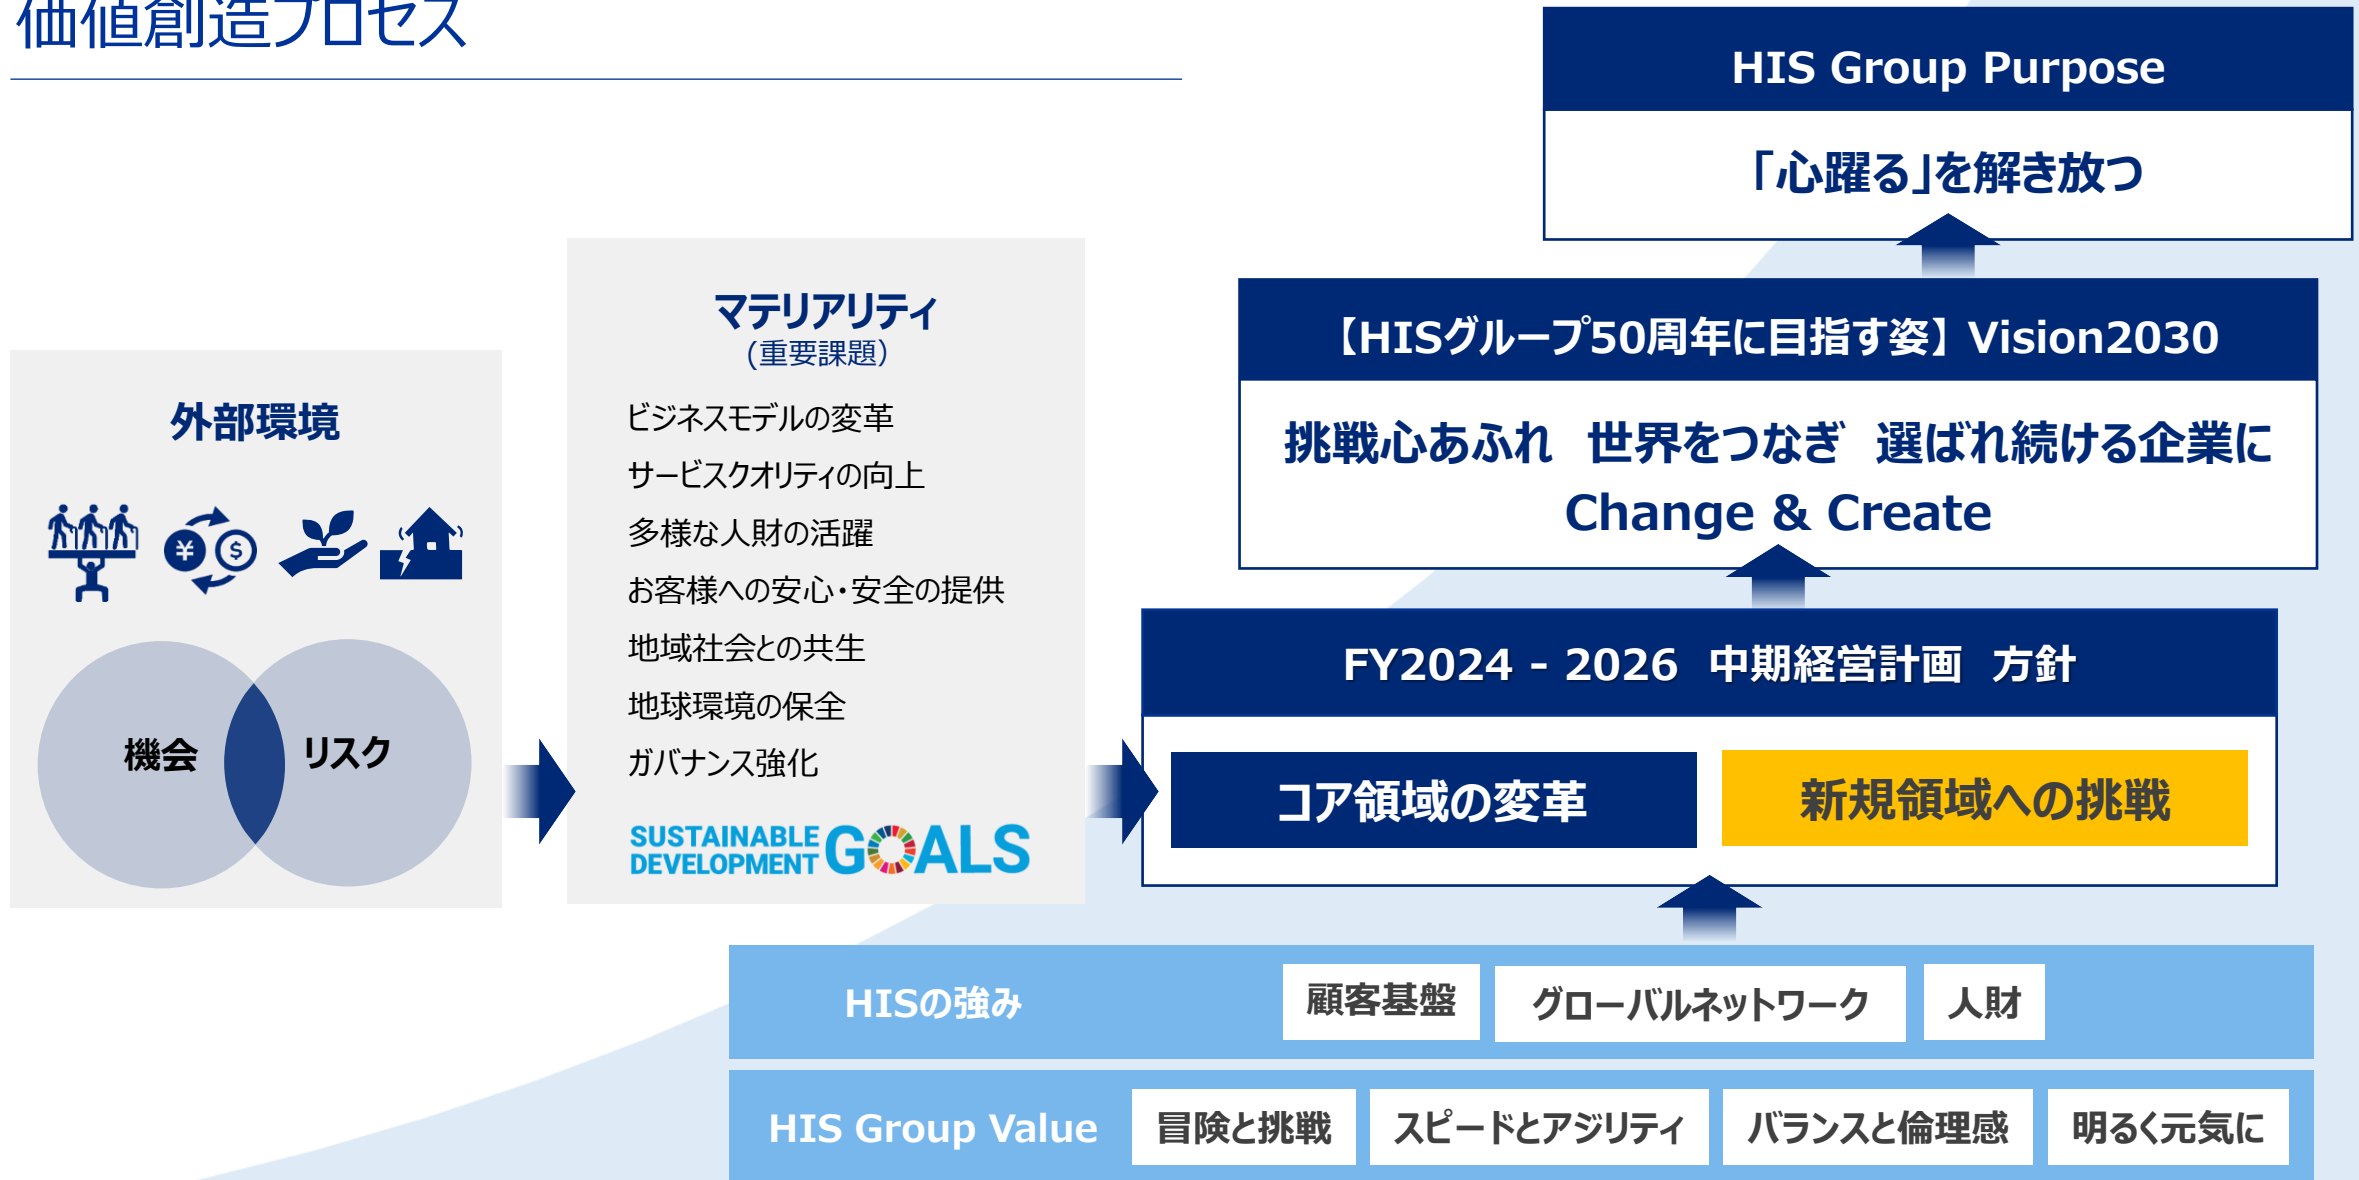 価値創造プロセス
HIS Group Purpose
「心躍る」を解き放つ
【HISグループ50周年に目指す姿】 Vision2030
挑戦心あふれ　世界をつなぎ　選ばれ続ける企業に
Change & Create
外部環境
¥ $
機会 リスク
マテリアリティ
(重要課題）
ビジネスモデルの変革
サービスクオリティの向上
多様な人財の活躍
お客様への安心・安全の提供
地域社会との共生
地球環境の保全
ガバナンス強化
SUSTAINABLE
DEVELOPMENT
GOALS
FY2024 - 2026　中期経営計画　方針
コア領域の変革 新規領域への挑戦
HISの強み 顧客基盤 グローバルネットワーク 人財
HIS Group Value 冒険と挑戦 スピードとアジリティ バランスと倫理感 明るく元気に